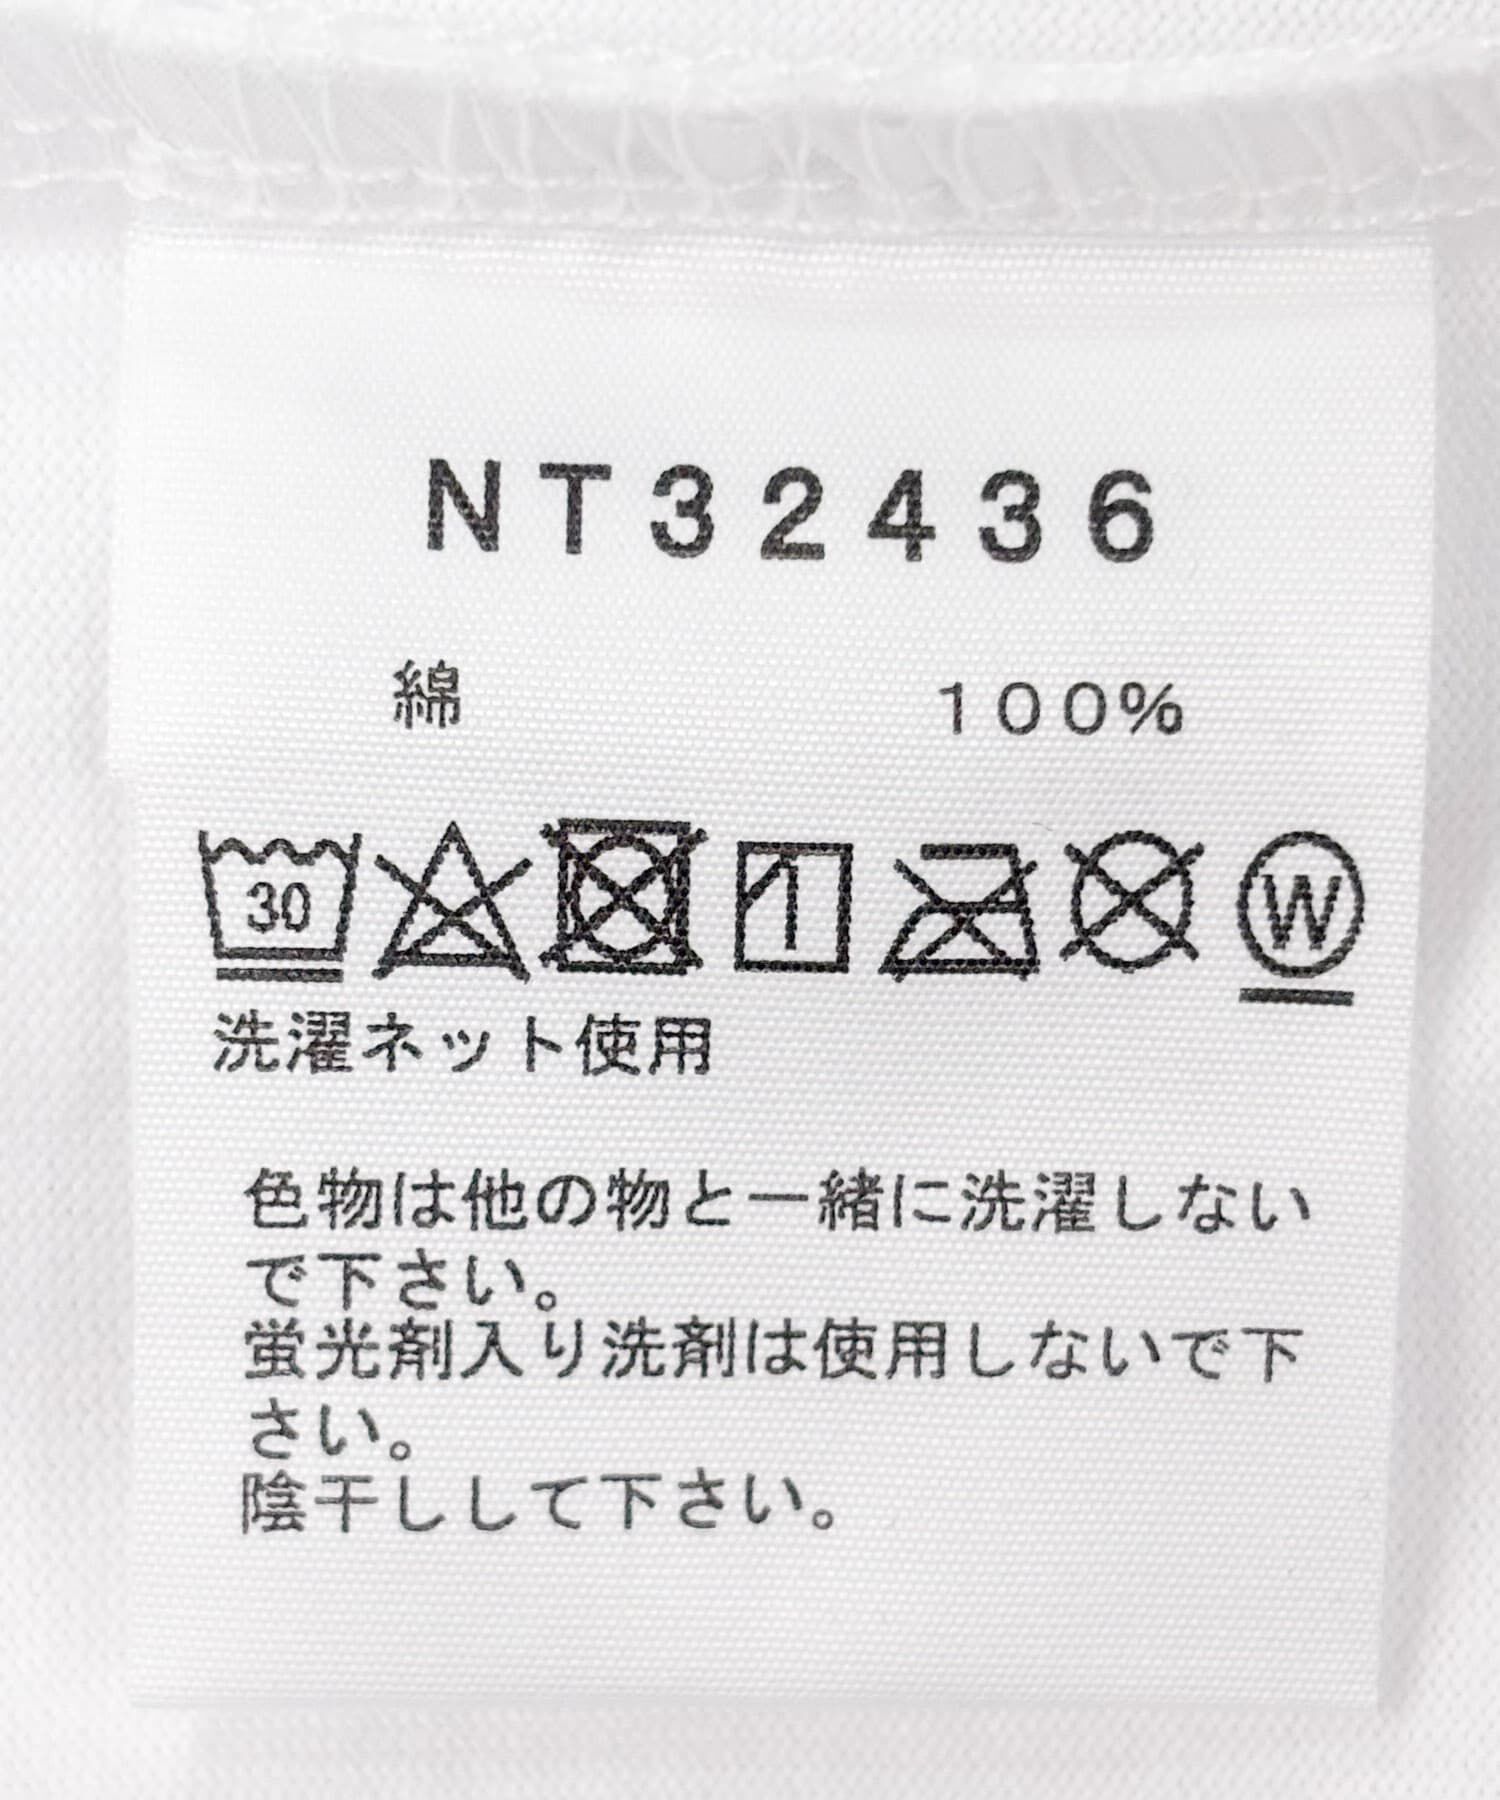 NT32436
綿 100%
30 W
洗濯ネット使用
色物は他の物と一緒に洗濯しない
で下さい。
蛍光剤入り洗剤は使用しないで下
さい。
陰干しして下さい。